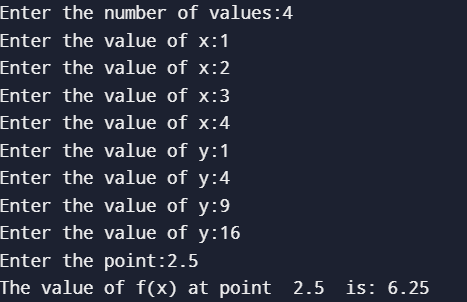 Enter the number of values:4
Enter the value of x:1
Enter the value of x:2
Enter the value of x:3
Enter the value of x:4
Enter the value of y:1
Enter the value of y:4
Enter the value of y:9
Enter the value of y:16
Enter the point:2.5
The value of f(x) at point  2.5  is: 6.25